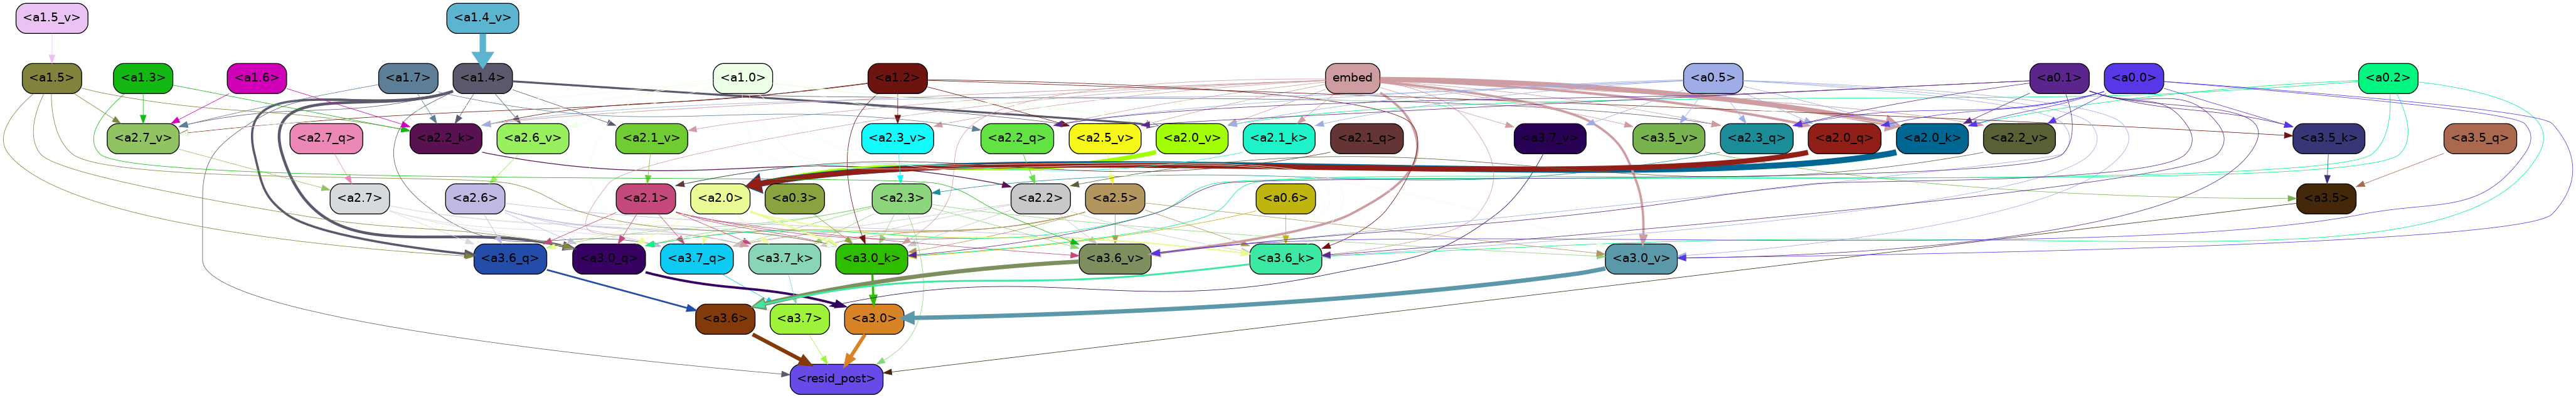 <a1.5_v> <a1.4_v>
<a1.5> <a1.3> <a1.6> <a1.7> <a1.4> <a1.0> <a1.2> embed <a0.5> <a0.1> <a0.0> <a0.2>
<a2.7_v> <a2.7_q> <a2.2_k> <a2.6_v> <a2.1_v> <a2.3_v> <a2.2_q> <a2.5_v> <a2.0_v> <a2.1_k> <a2.1_q> <a3.7_v> <a3.5_v> <a2.3_q> <a2.0_q> <a2.0_k> <a2.2_v> <a3.5_k> <a3.5_q>
<a2.7> <a2.6> <a2.1> <a2.0> <a0.3> <a2.3> <a2.2> <a2.5> <a0.6> <a3.5>
<a3.6_q> <a3.0_q> <a3.7_q> <a3.7_k> <a3.0_k> <a3.6_v> <a3.6_k> <a3.0_v>
<a3.6> <a3.7> <a3.0>
<resid_post>